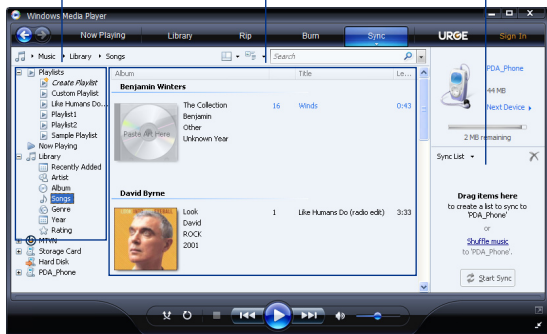 Windows Media Player
Now Playing Library Rip Burn Sync URGE Sign In
Music Library Songs Search
Playlists
Create Playlist
Custom Playlist
Like Humans Do...
Playlist1
Playlist2
Sample Playlist
Now Playing
Library
Recently Added
Artist
Album
Songs
Genre
Year
Rating
MTVN
Storage Card
Hard Disk
PDA_Phone
Album Title Le...
Benjamin Winters
Paste Art Here
The Collection 16 Winds 0:43
Benjamin
Other
Unknown Year
David Byrne
Look 1 Like Humans Do (radio edit) 3:33
David
ROCK
2001
PDA_Phone
44 MB
Next Device
2 MB remaining
Sync List
Drag items here
to create a list to sync to
'PDA_Phone'
or
Shuffle music
to 'PDA_Phone'.
Start Sync